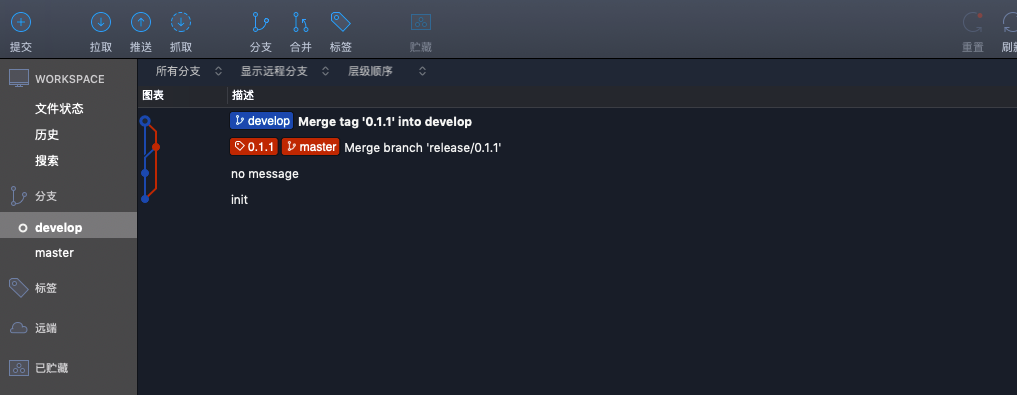 提交 拉取 推送 抓取 分支 合并 标签 贮藏 重置 刷新
WORKSPACE 所有分支 显示远程分支 层级顺序
图表 描述
文件状态
develop Merge tag '0.1.1' into develop
历史
0.1.1 master Merge branch 'release/0.1.1'
搜索
no message
分支
init
develop
master
标签
远端
已贮藏